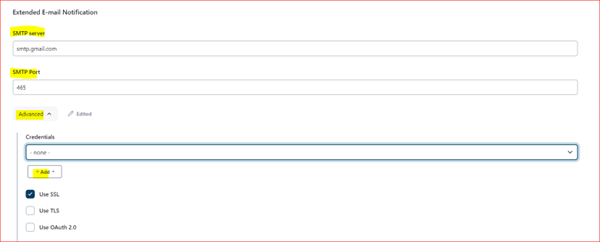 Extended E-mail Notification
SMTP server
smtp.gmail.com
SMTP Port
465
Advanced
Edited
Credentials
- none -
+ Add
Use SSL
Use TLS
Use OAuth 2.0